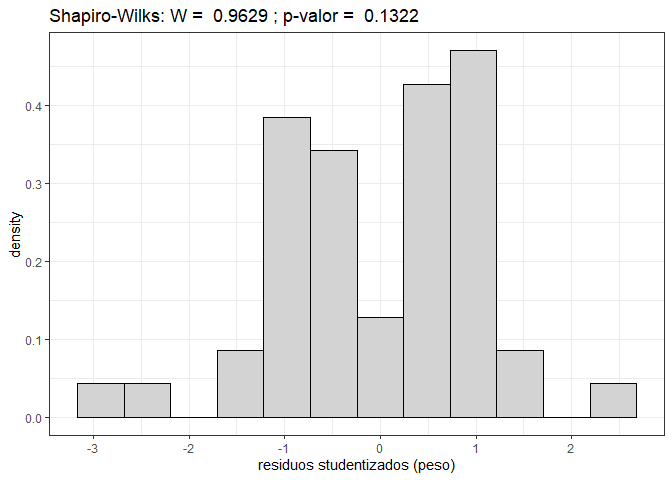 Shapiro-Wilks: W =  0.9629 ; p-valor =  0.1322
density
0.4
0.3
0.2
0.1
0.0
-3 -2 -1 0 1 2
residuos studentizados (peso)